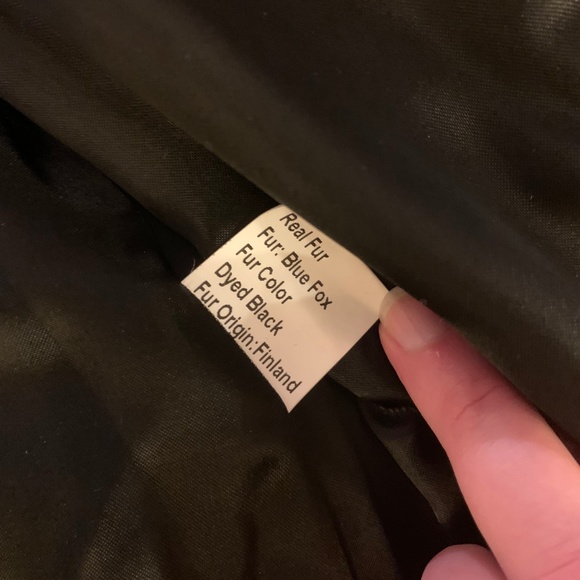 Real Fur
Fur: Blue Fox
Fur Color
Dyed Black
Fur Origin:Finland